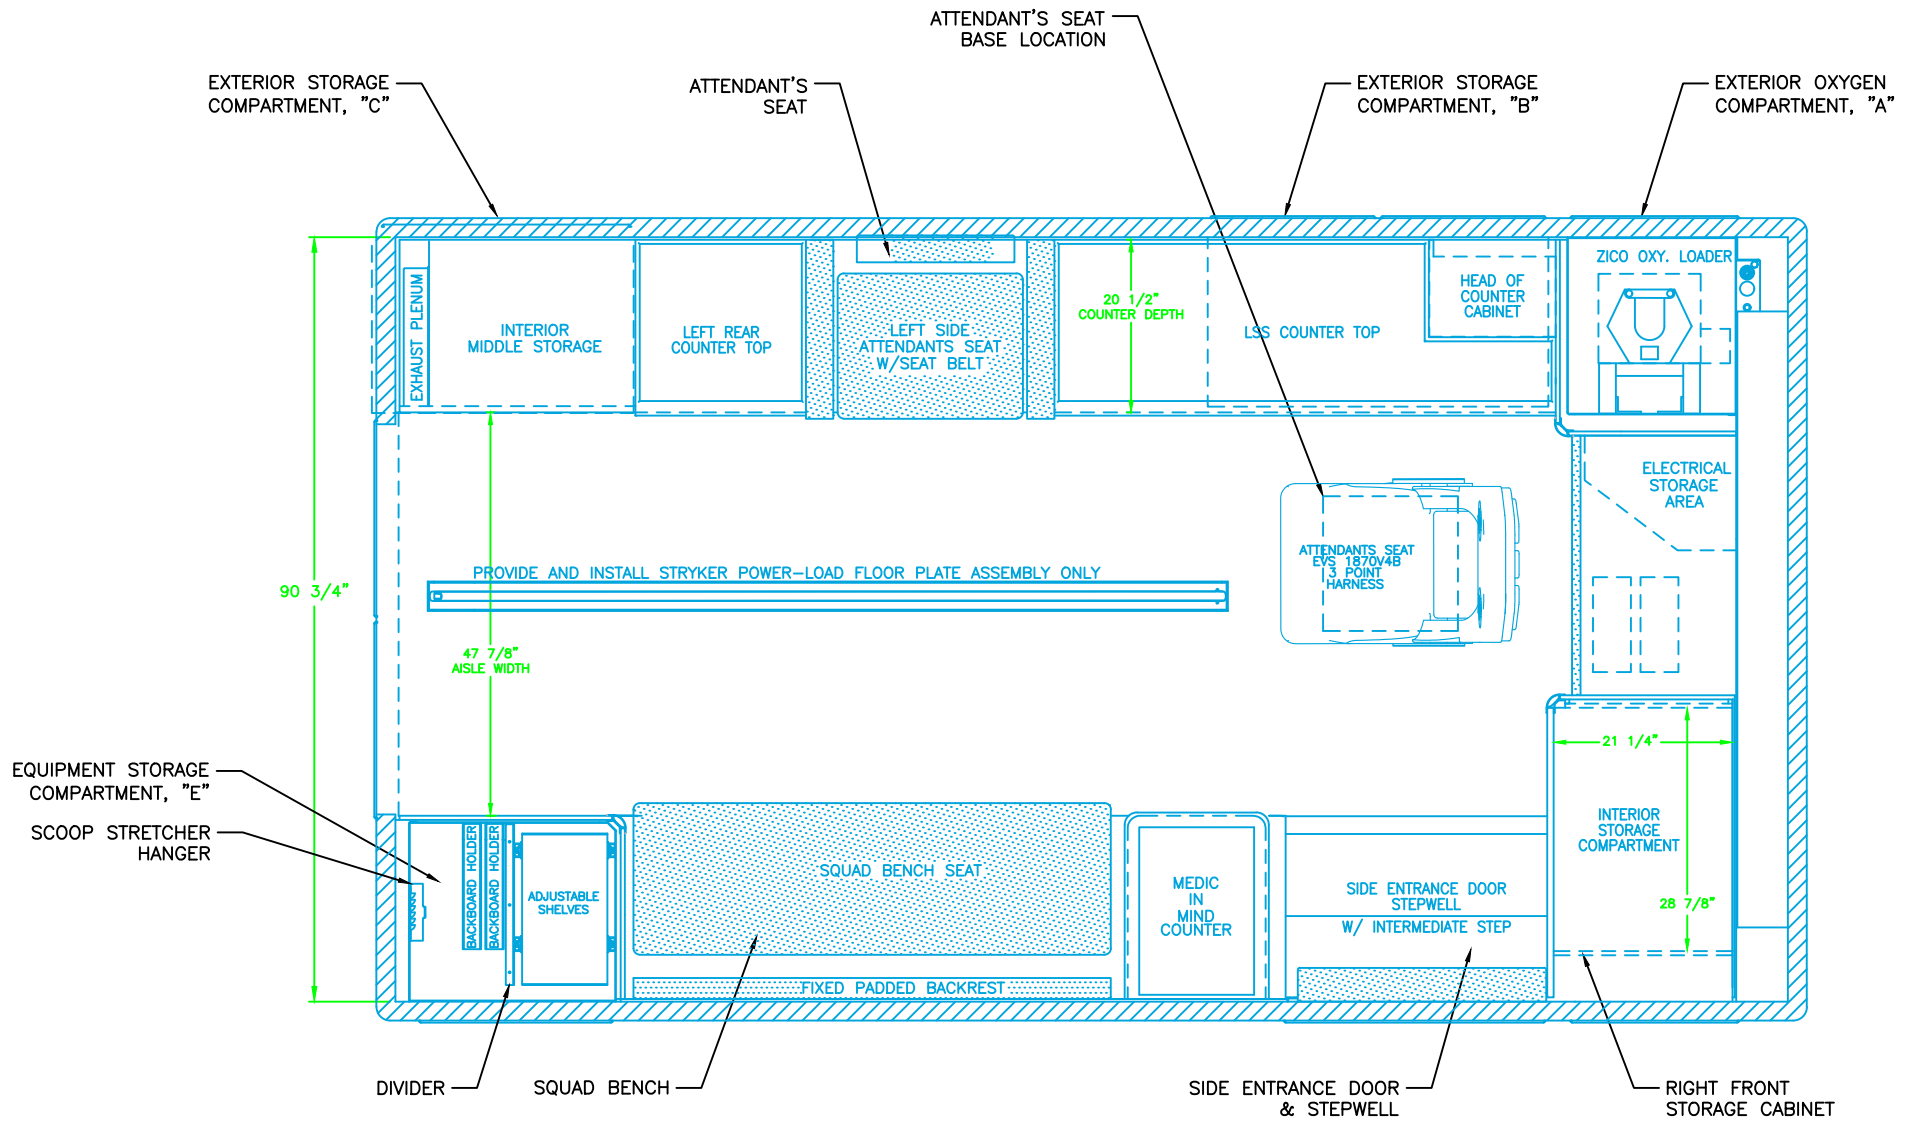 ATTENDANT'S SEAT
BASE LOCATION
EXTERIOR STORAGE
COMPARTMENT, "C"
ATTENDANT'S
SEAT
EXTERIOR STORAGE
COMPARTMENT, "B"
EXTERIOR OXYGEN
COMPARTMENT, "A"
EXHAUST PLENUM
INTERIOR
MIDDLE STORAGE
LEFT REAR
COUNTER TOP
LEFT SIDE
ATTENDANTS SEAT
W/SEAT BELT
20 1/2"
COUNTER DEPTH
LSS COUNTER TOP
HEAD OF
COUNTER
CABINET
ZICO OXY. LOADER
ELECTRICAL
STORAGE
AREA
ATTENDANTS SEAT
EVS 1870V4B
3 POINT
HARNESS
PROVIDE AND INSTALL STRYKER POWER-LOAD FLOOR PLATE ASSEMBLY ONLY
90 3/4"
47 7/8"
AISLE WIDTH
21 1/4"
28 7/8"
INTERIOR
STORAGE
COMPARTMENT
EQUIPMENT STORAGE
COMPARTMENT, "E"
SCOOP STRETCHER
HANGER
BACKBOARD HOLDER
BACKBOARD HOLDER
ADJUSTABLE
SHELVES
SQUAD BENCH SEAT
FIXED PADDED BACKREST
MEDIC
IN
MIND
COUNTER
SIDE ENTRANCE DOOR
STEPWELL
W/ INTERMEDIATE STEP
DIVIDER
SQUAD BENCH
SIDE ENTRANCE DOOR
& STEPWELL
RIGHT FRONT
STORAGE CABINET